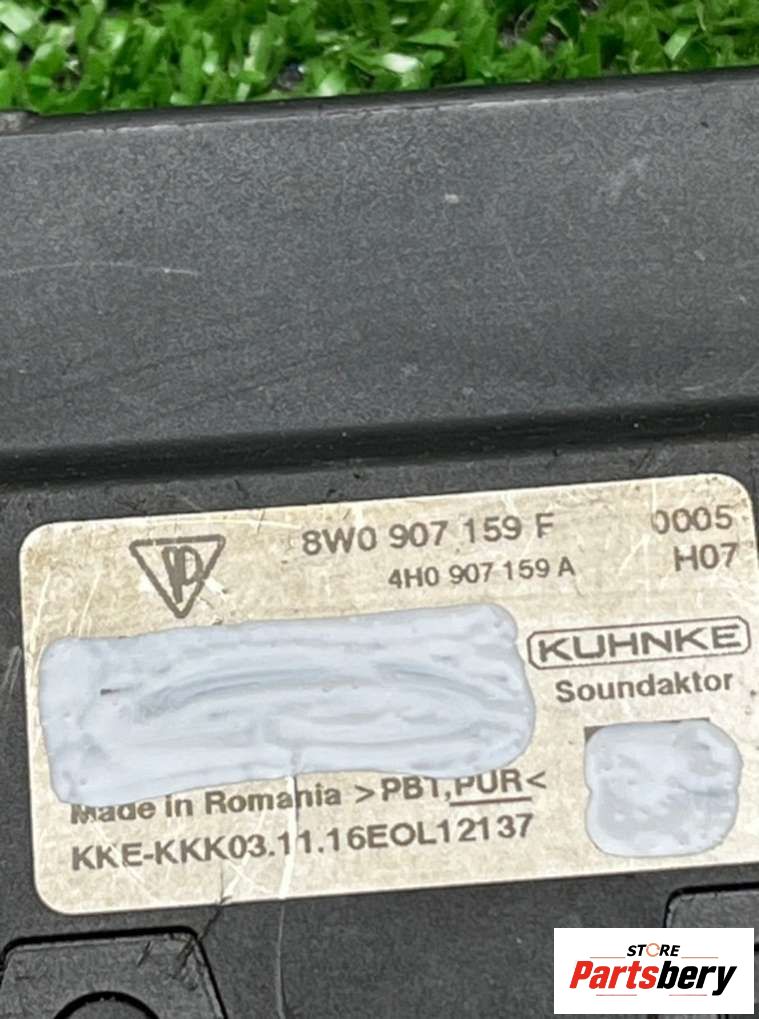 8W0 907 159 F 0005
4H0 907 159 A H07
KUHNKE
Soundaktor
Made in Romania >PBT,PUR<
KKE-KKK03.11.16EOL12137
STORE
Partsbery